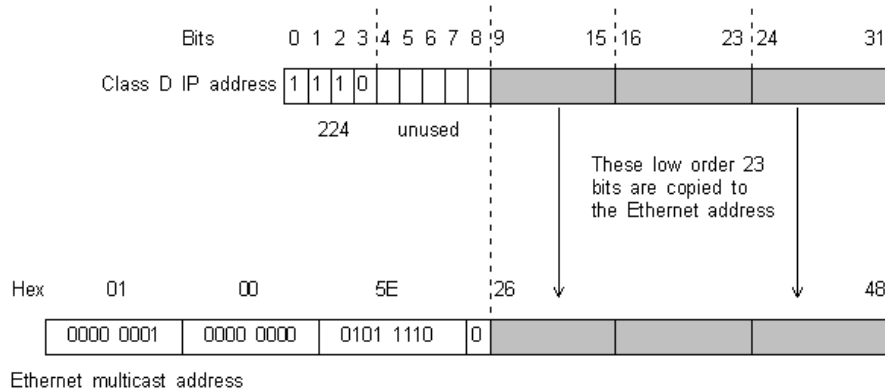 Bits 0 1 2 3 4 5 6 7 8 9 15 16 23 24 31
Class D IP address 1 1 1 0
224 unused
These low order 23
bits are copied to
the Ethernet address
Hex 01 00 5E 26 48
0000 0001 0000 0000 0101 1110 0
Ethernet multicast address